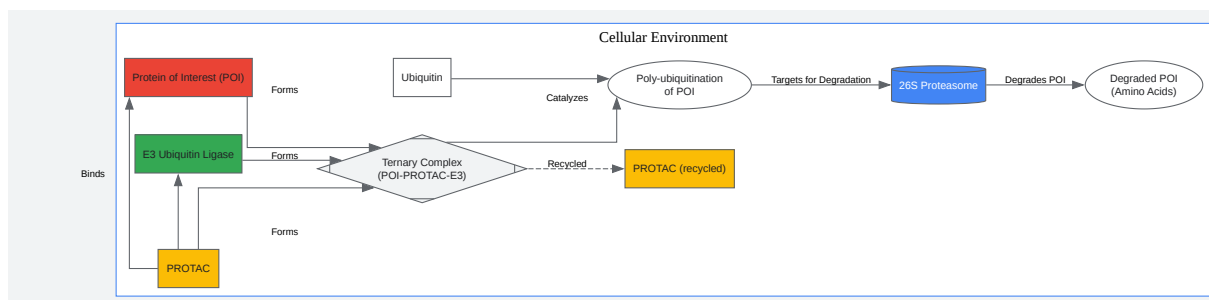 Cellular Environment
Protein of Interest (POI)
Forms
Ubiquitin
Catalyzes
Poly-ubiquitination
of POI
Targets for Degradation
26S Proteasome
Degrades POI
Degraded POI
(Amino Acids)
E3 Ubiquitin Ligase
Forms
Ternary Complex
(POI-PROTAC-E3)
Recycled
PROTAC (recycled)
Binds
Forms
PROTAC